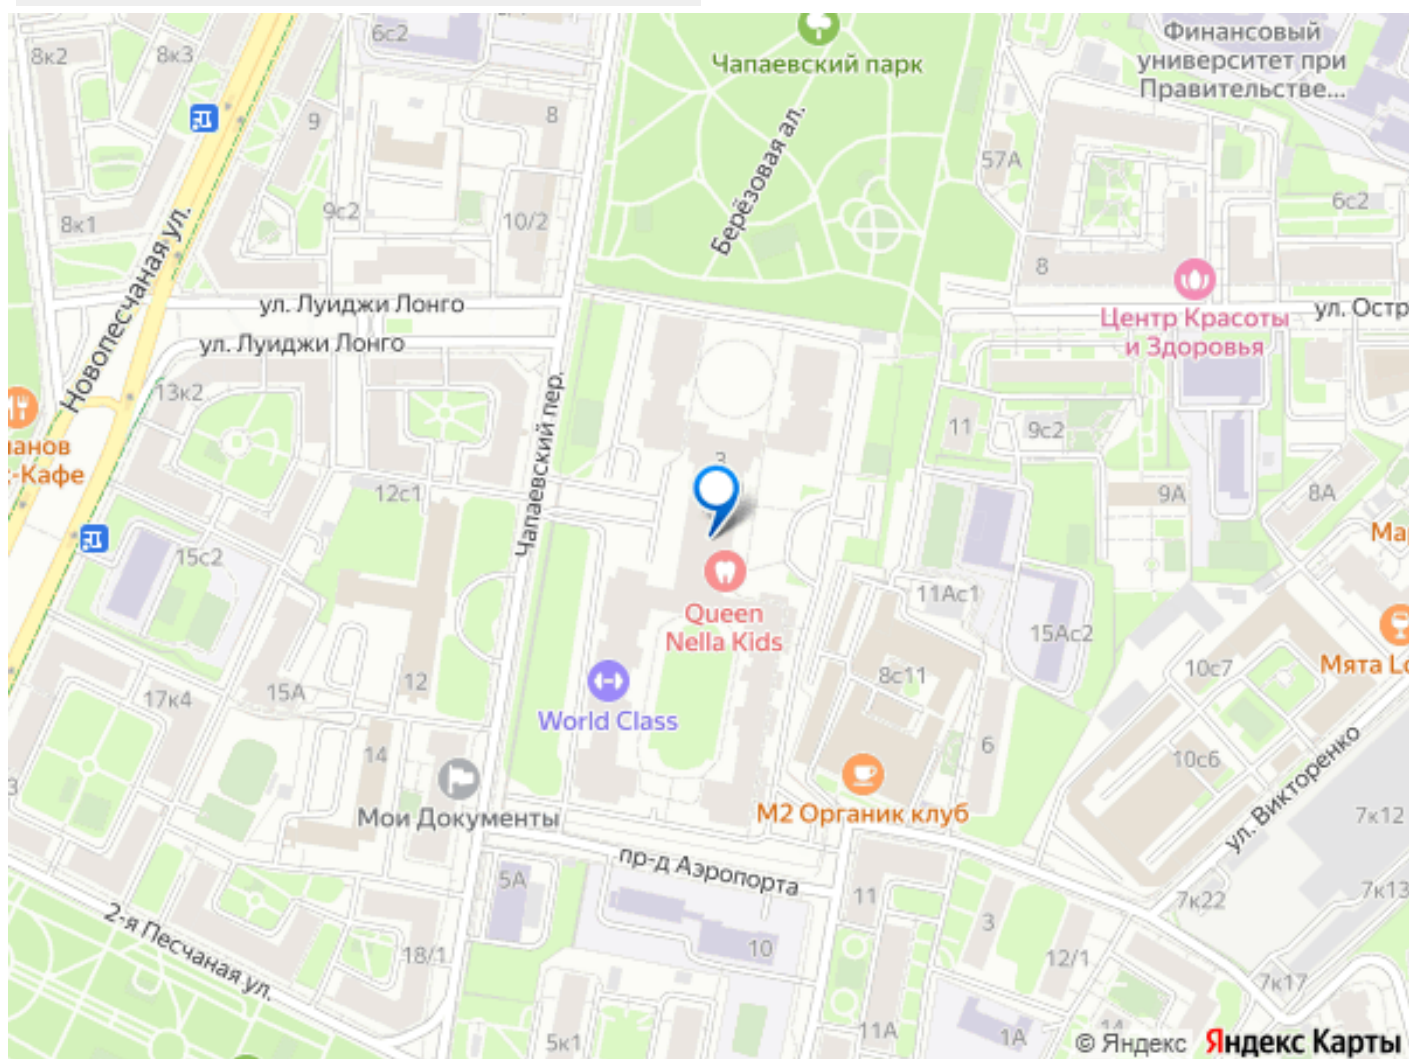 6с2
8к2
8к3
Чапаевский парк
Финансовый
университет при
Правительстве...
9
8
Берёзовая ал.
57А
8к1
9с2
10/2
6с2
Новопесчаная ул.
8
ул. Луиджи Лонго
Центр Красоты
и Здоровья
ул. Остр
ул. Луиджи Лонго
13к2
Чапаевский пер.
11
9с2
3
анов
-Кафе
12с1
9А
8А
Ма
15с2
Queen
Nella Kids
11Ас1
15Ас2
10с7
Мята Lo
17к4
15А
12
World Class
8с11
6
10с6
ул. Викторенко
14
3
Мои Документы
М2 Органик клуб
7к12
пр-д Аэропорта
5А
11
3
7к22
7к13
2-я Песчаная ул.
18/1
10
12/1
7к17
5к1
11А
1А
14
© Яндекс
Яндекс Карты